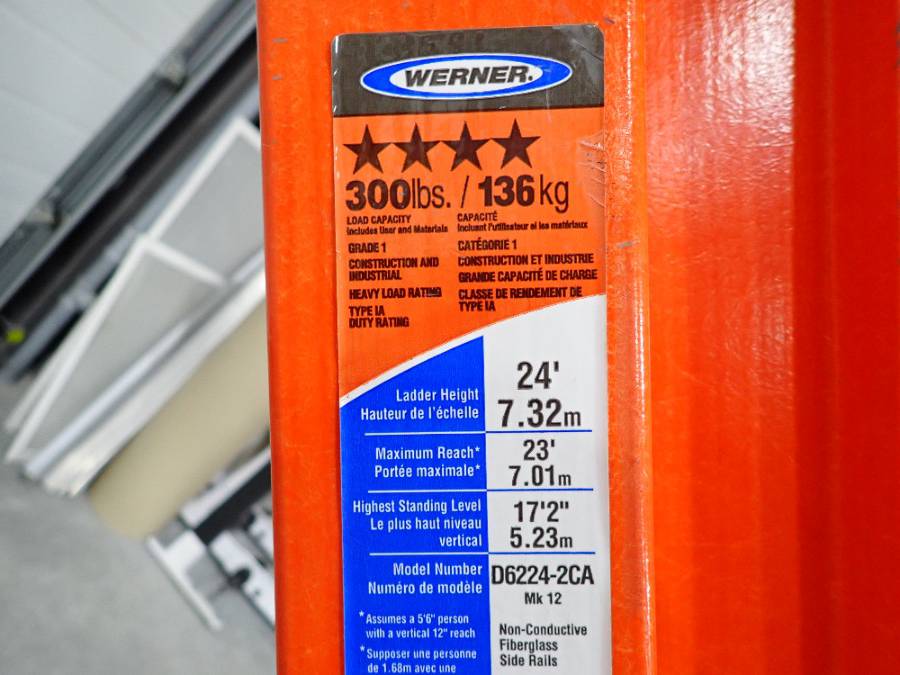 WERNER.
300lbs. / 136kg
LOAD CAPACITY
Includes User and Materials
CAPACITÉ
Incluant l'utilisateur et les matériaux
GRADE 1
CONSTRUCTION AND
INDUSTRIAL
HEAVY LOAD RATING
TYPE IA
DUTY RATING
CATÉGORIE 1
CONSTRUCTION ET INDUSTRIE
GRANDE CAPACITÉ DE CHARGE
CLASSE DE RENDEMENT DE
TYPE IA
Ladder Height
Hauteur de l'échelle
24'
7.32m
Maximum Reach*
Portée maximale*
23'
7.01m
Highest Standing Level
Le plus haut niveau
vertical
17'2"
5.23m
Model Number
Numéro de modèle
D6224-2CA
Mk 12
*Assumes a 5'6" person
with a vertical 12" reach
*Supposer une personne
de 1.68m avec une
Non-Conductive
Fiberglass
Side Rails